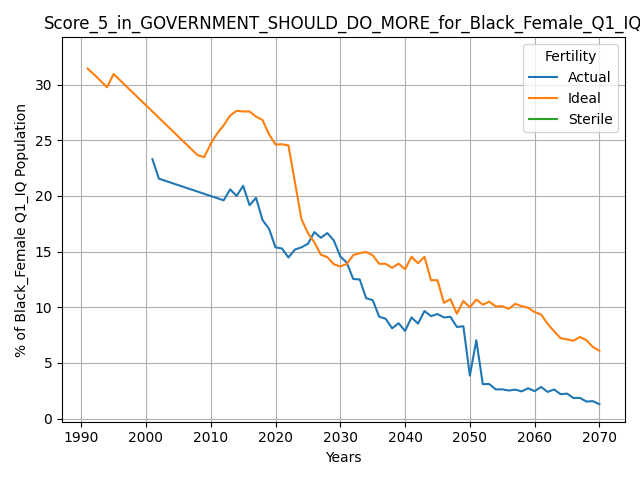 Score_5_in_GOVERNMENT_SHOULD_DO_MORE_for_Black_Female_Q1_IQ
Fertility
Actual
Ideal
Sterile
% of Black_Female Q1_IQ Population
30
25
20
15
10
5
0
1990 2000 2010 2020 2030 2040 2050 2060 2070
Years